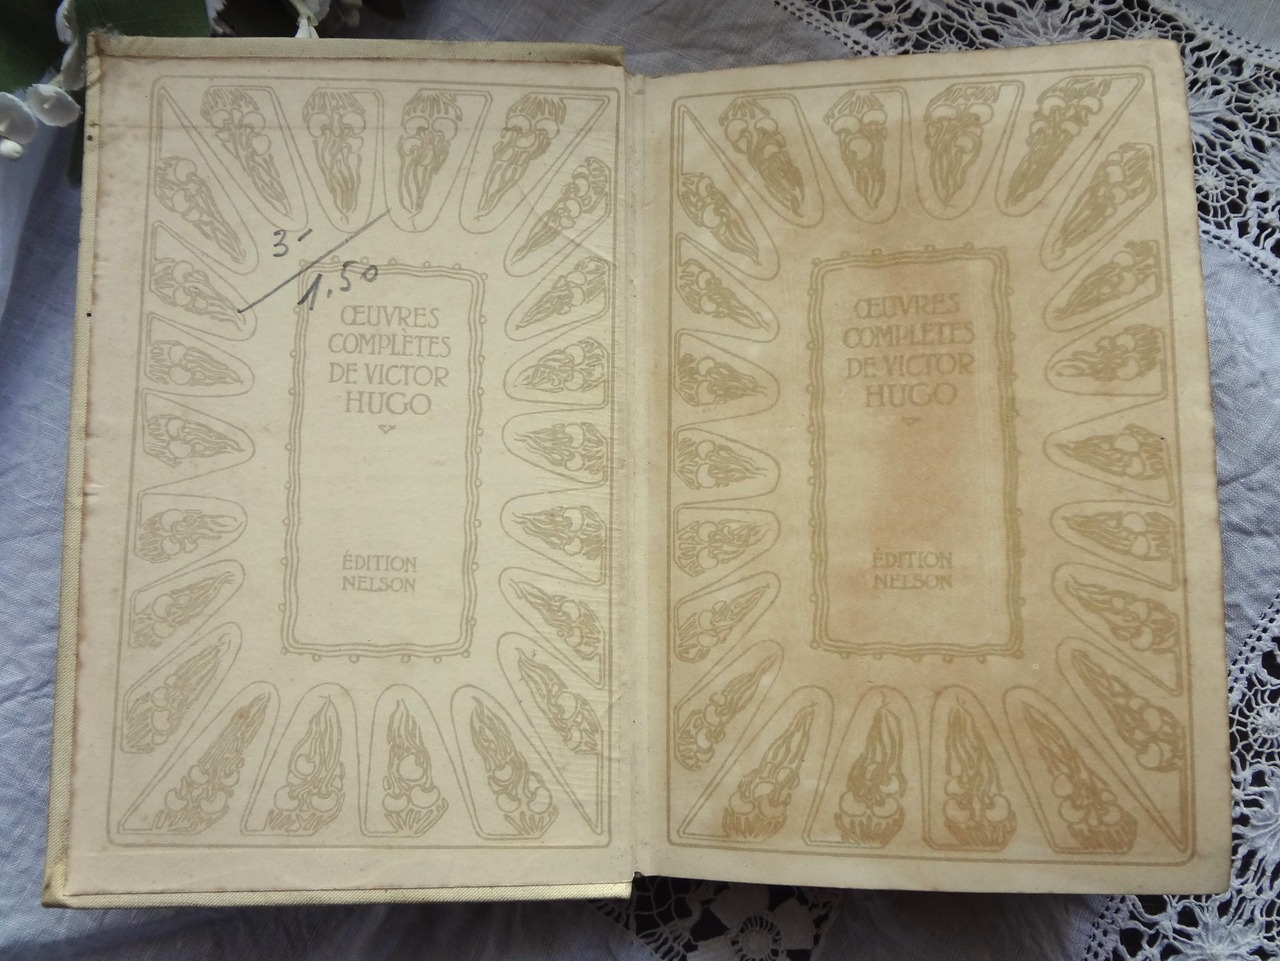 3-
1.50
ŒUVRES
COMPLÈTES
DE VICTOR
HUGO
ÉDITION
NELSON
ŒUVRES
COMPLÈTES
DE VICTOR
HUGO
ÉDITION
NELSON